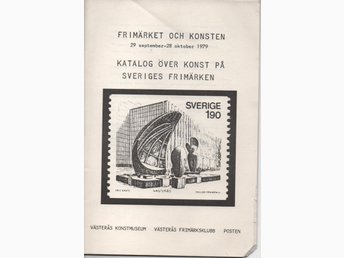 FRIMÄRKET OCH KONSTEN
29 september-28 oktober 1979
KATALOG ÖVER KONST PÅ
SVERIGES FRIMÄRKEN
SVERIGE
190
VÄSTERÅS
VÄSTERÅS KONSTMUSEUM VÄSTERÅS FRIMÄRKSKLUBB POSTEN